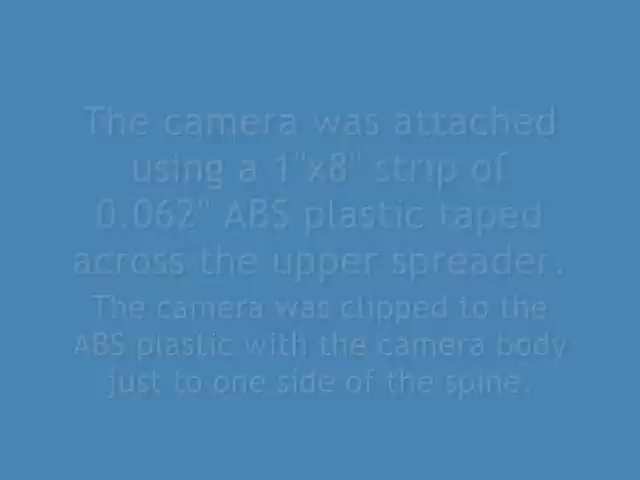 The camera was attached
using a 1"x8" strip of
0.062" ABS plastic taped
across the upper spreader.
The camera was clipped to the
ABS plastic with the camera body
just to one side of the spine.